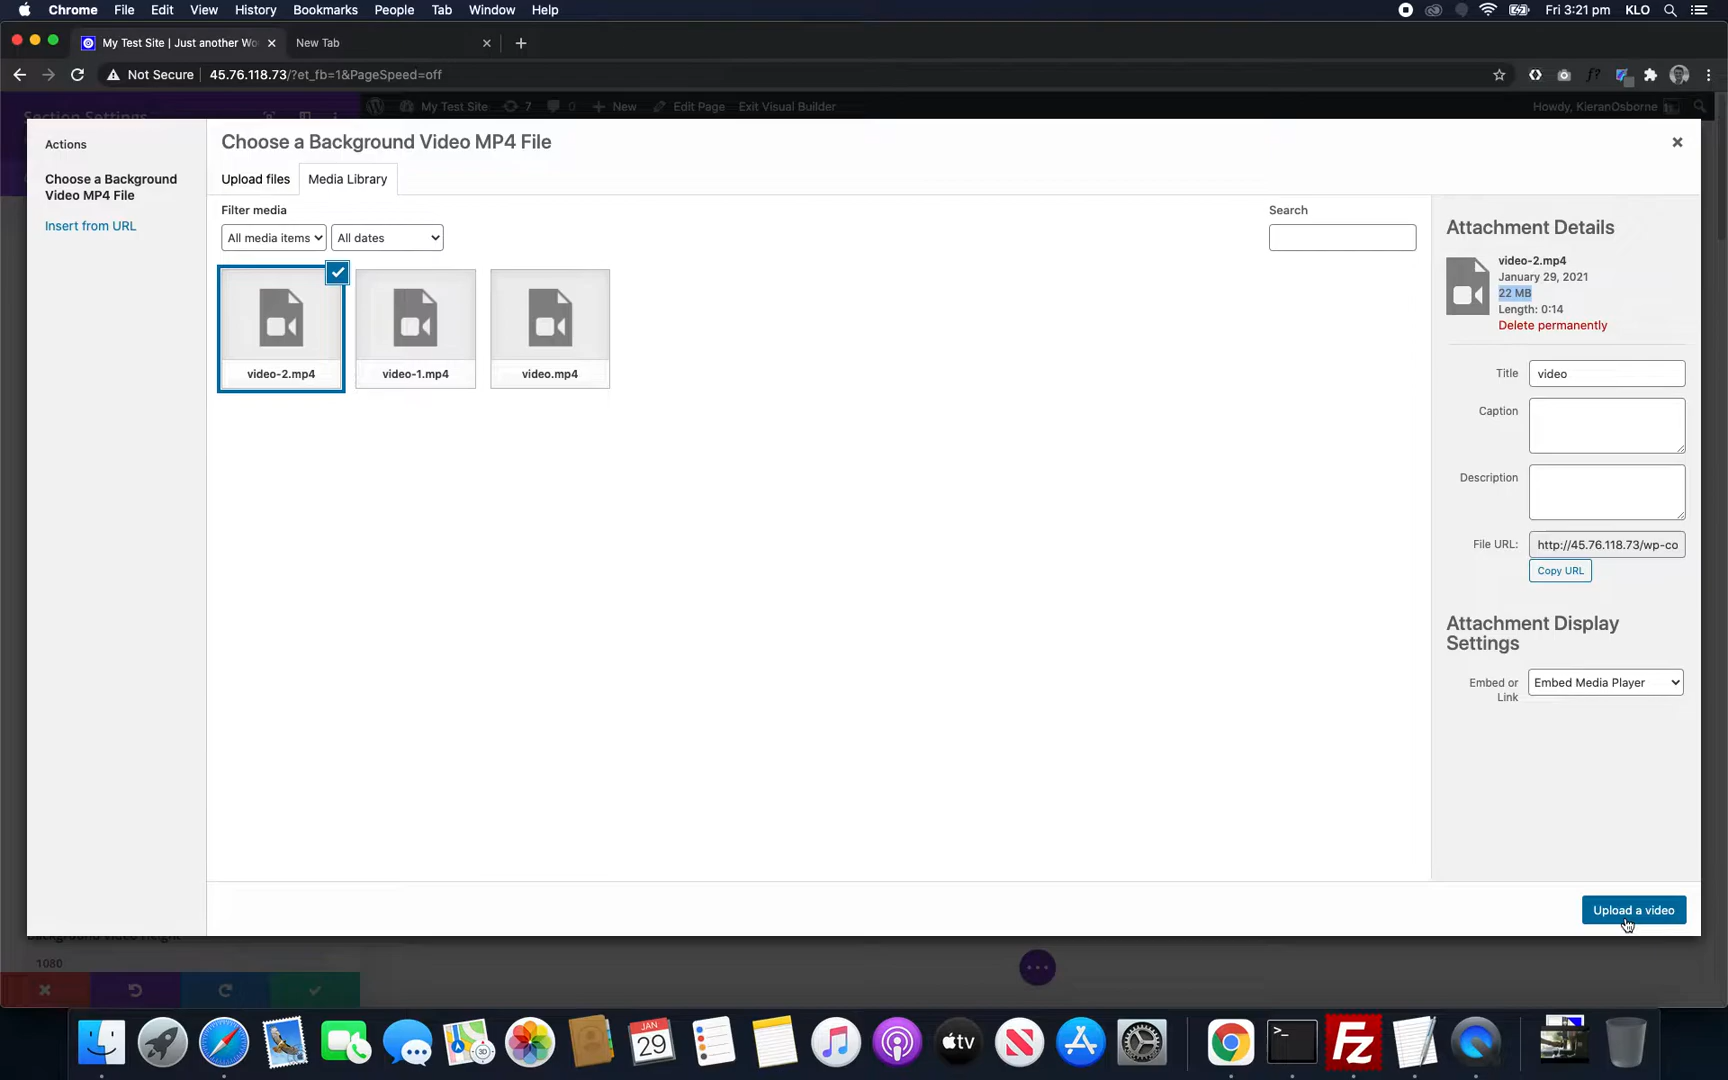 Chrome File Edit View History Bookmarks People Tab Window Help
Fri 3:21 pm KLO
My Test Site | Just another Wo
New Tab
Not Secure 45.76.118.73/?et_fb=1&PageSpeed=off
Section Settings
My Test Site 7 0 New Edit Page Exit Visual Builder
Howdy, KieranOsborne
Actions
Choose a Background
Video MP4 File
Insert from URL
Choose a Background Video MP4 File
Upload files Media Library
Filter media
All media items All dates
Search
video-2.mp4 video-1.mp4 video.mp4
Attachment Details
video-2.mp4
January 29, 2021
22 MB
Length: 0:14
Delete permanently
Title video
Caption
Description
File URL: http://45.76.118.73/wp-co
Copy URL
Attachment Display
Settings
Embed or
Link
Embed Media Player
Upload a video
Background Video Height
1080
JAN
29
3D
tv
>_
Fz